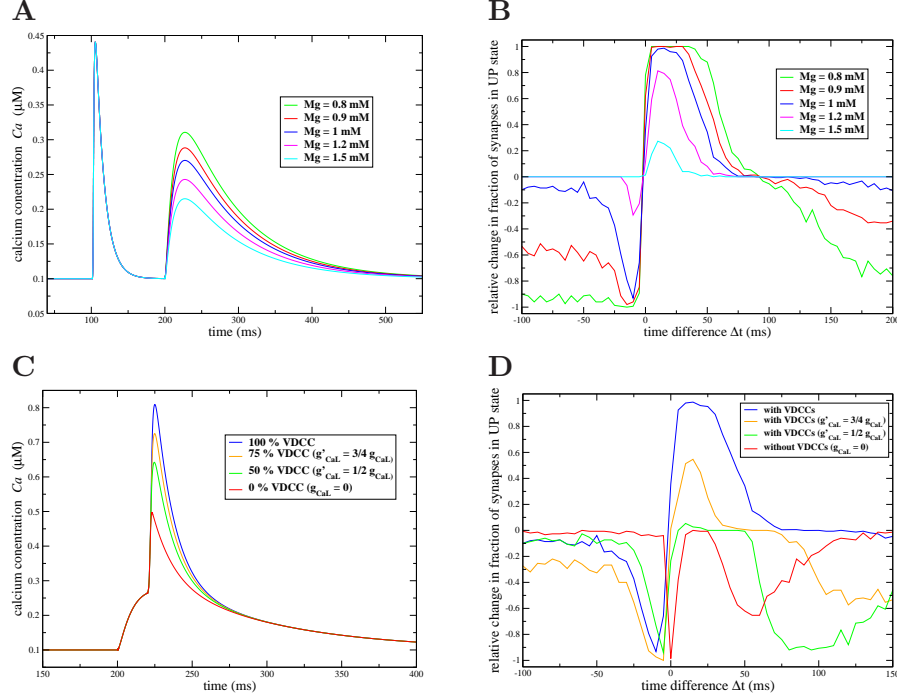 A
calcium concentration Ca (μM)
0.45
0.35
0.25
0.15
0.05
100
200
300
400
500
time (ms)
Mg = 0.8 mM
Mg = 0.9 mM
Mg = 1 mM
Mg = 1.2 mM
Mg = 1.5 mM
B
relative change in fraction of synapses in UP state
1
0.8
0.6
0.4
0.2
0
-0.2
-0.4
-0.6
-0.8
-1
-100
-50
0
50
100
150
200
time difference Δt (ms)
Mg = 0.8 mM
Mg = 0.9 mM
Mg = 1 mM
Mg = 1.2 mM
Mg = 1.5 mM
C
calcium conentration Ca (μM)
0.8
0.7
0.6
0.5
0.4
0.3
0.2
0.1
150
200
250
300
350
400
time (ms)
100 % VDCC
75 % VDCC (g'CaL = 3/4 gCaL)
50 % VDCC (g'CaL = 1/2 gCaL)
0 % VDCC (gCaL = 0)
D
relative change in fraction of synapses in UP state
1
0.8
0.6
0.4
0.2
0
-0.2
-0.4
-0.6
-0.8
-1
-100
-50
0
50
100
150
time difference Δt (ms)
with VDCCs
with VDCCs (g'CaL = 3/4 gCaL)
with VDCCs (g'CaL = 1/2 gCaL)
without VDCCs (gCaL = 0)